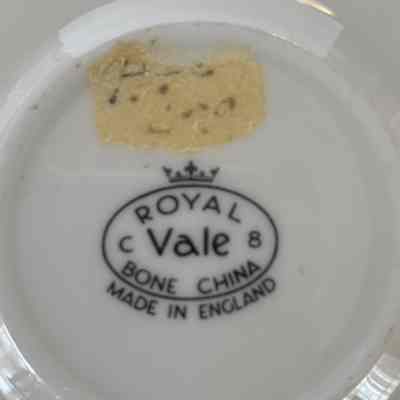 ROYAL
C Vale 8
BONE CHINA
MADE IN ENGLAND